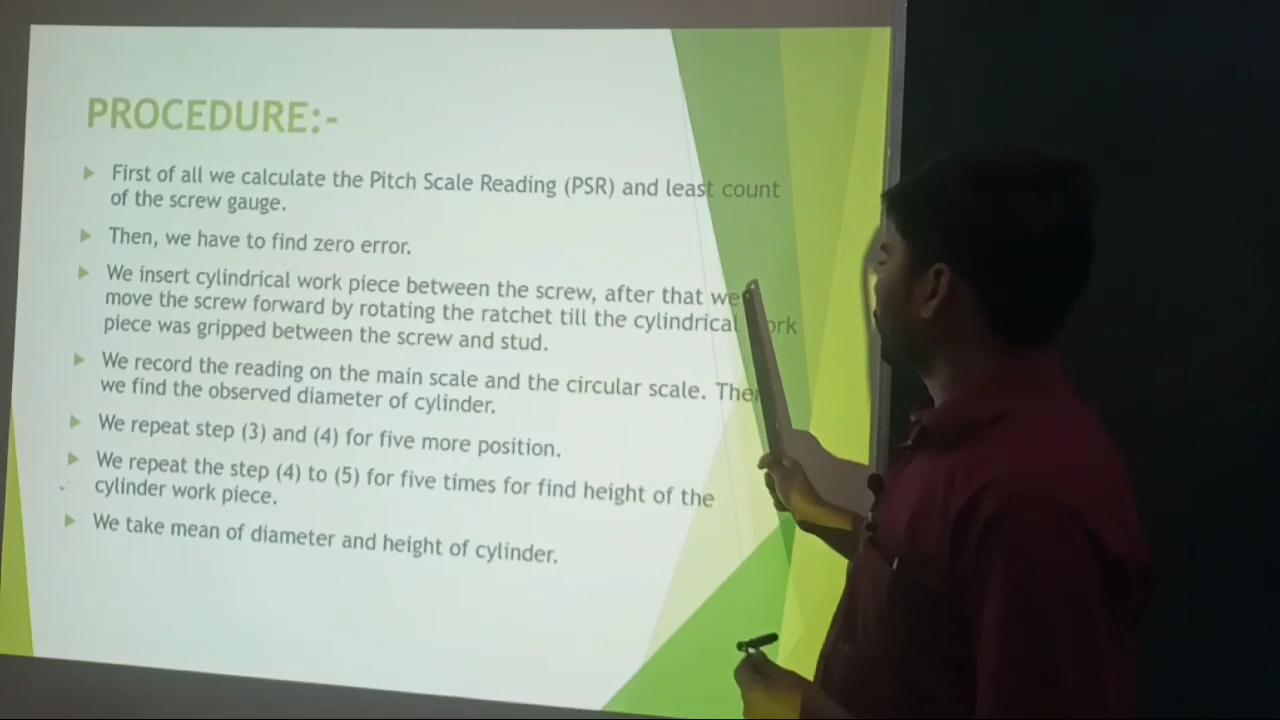 PROCEDURE:-
First of all we calculate the Pitch Scale Reading (PSR) and least count
of the screw gauge.
Then, we have to find zero error.
We insert cylindrical work piece between the screw, after that we
move the screw forward by rotating the ratchet till the cylindrical
piece was gripped between the screw and stud.
We record the reading on the main scale and the circular scale.
we find the observed diameter of cylinder.
We repeat step (3) and (4) for five more position.
We repeat the step (4) to (5) for five times for find height of the
cylinder work piece.
We take mean of diameter and height of cylinder.